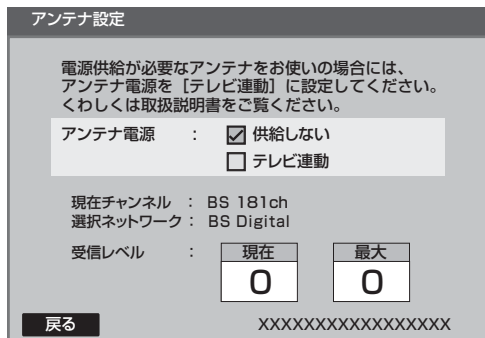 アンテナ設定
電源供給が必要なアンテナをお使いの場合には、
アンテナ電源を［テレビ連動］に設定してください。
くわしくは取扱説明書をご覧ください。
アンテナ電源 : 供給しない
テレビ連動
現在チャンネル : BS 181ch
選択ネットワーク : BS Digital
受信レベル : 現在 最大
0 0
戻る XXXXXXXXXXXXXXXXX